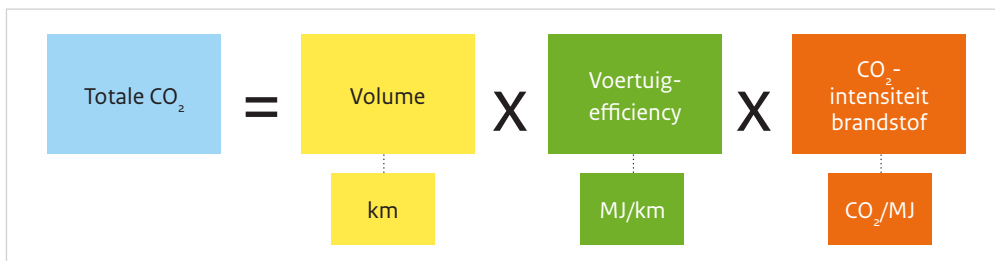 Totale CO₂
=
Volume
x
Voertuig-
efficiency
x
CO₂-
intensiteit
brandstof
km
MJ/km
CO₂/MJ